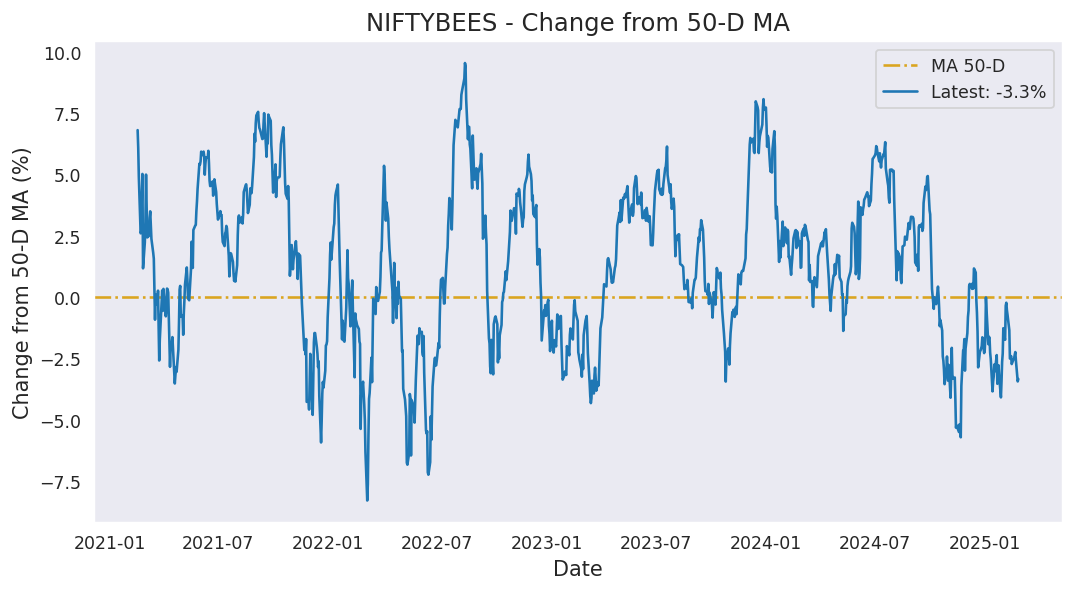 NIFTYBEES - Change from 50-D MA
MA 50-D
Latest: -3.3%
Change from 50-D MA (%)
10.0
7.5
5.0
2.5
0.0
−2.5
−5.0
−7.5
2021-01 2021-07 2022-01 2022-07 2023-01 2023-07 2024-01 2024-07 2025-01
Date